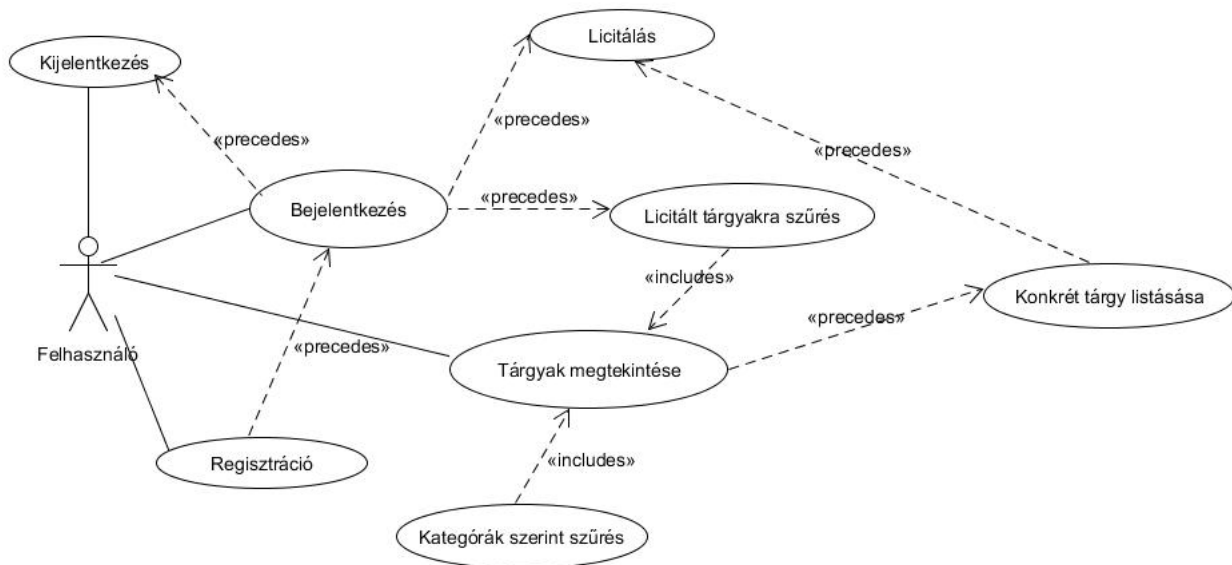 Licitálás
Kijelentkezés
«precedes»
«precedes»
«precedes»
Bejelentkezés
«precedes»
Licitált tárgyakra szűrés
«includes»
Konkrét tárgy listásása
«precedes»
Felhasználó
«precedes»
Tárgyak megtekintése
Regisztráció
«includes»
Kategórák szerint szűrés